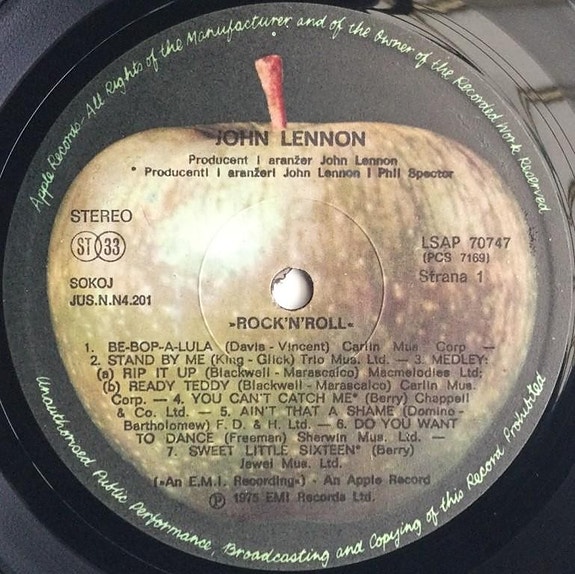 Apple Records-All Rights of the Manufacturer and of the Owner of the Recorded Work Reserved
JOHN LENNON
Producent i aranžer John Lennon
* Producenti i aranžeri John Lennon i Phil Spector
STEREO
ST 33
SOKOJ
JUS.N.N4.201
LSAP 70747
(PCS 7169)
Strana 1
»ROCK'N'ROLL«
1. BE-BOP-A-LULA (Davis - Vincent) Carlin Mus. Corp —
2. STAND BY ME (King - Glick) Trio Mus. Ltd. — 3. MEDLEY:
(a) RIP IT UP (Blackwell - Marascalco) Macmelodies Ltd;
(b) READY TEDDY (Blackwell - Marascalco) Carlin Mus.
Corp. — 4. YOU CAN'T CATCH ME* (Berry) Chappell
& Co. Ltd. — 5. AIN'T THAT A SHAME (Domino -
Bartholomew) F. D. & H. Ltd. — 6. DO YOU WANT
TO DANCE (Freeman) Sherwin Mus. Ltd. —
7. SWEET LITTLE SIXTEEN* (Berry)
Jewel Mus. Ltd.
(»An E.M.I. Recording«) - An Apple Record
℗ 1975 EMI Records Ltd.
Unauthorised Public Performance, Broadcasting and Copying of this Record Prohibited